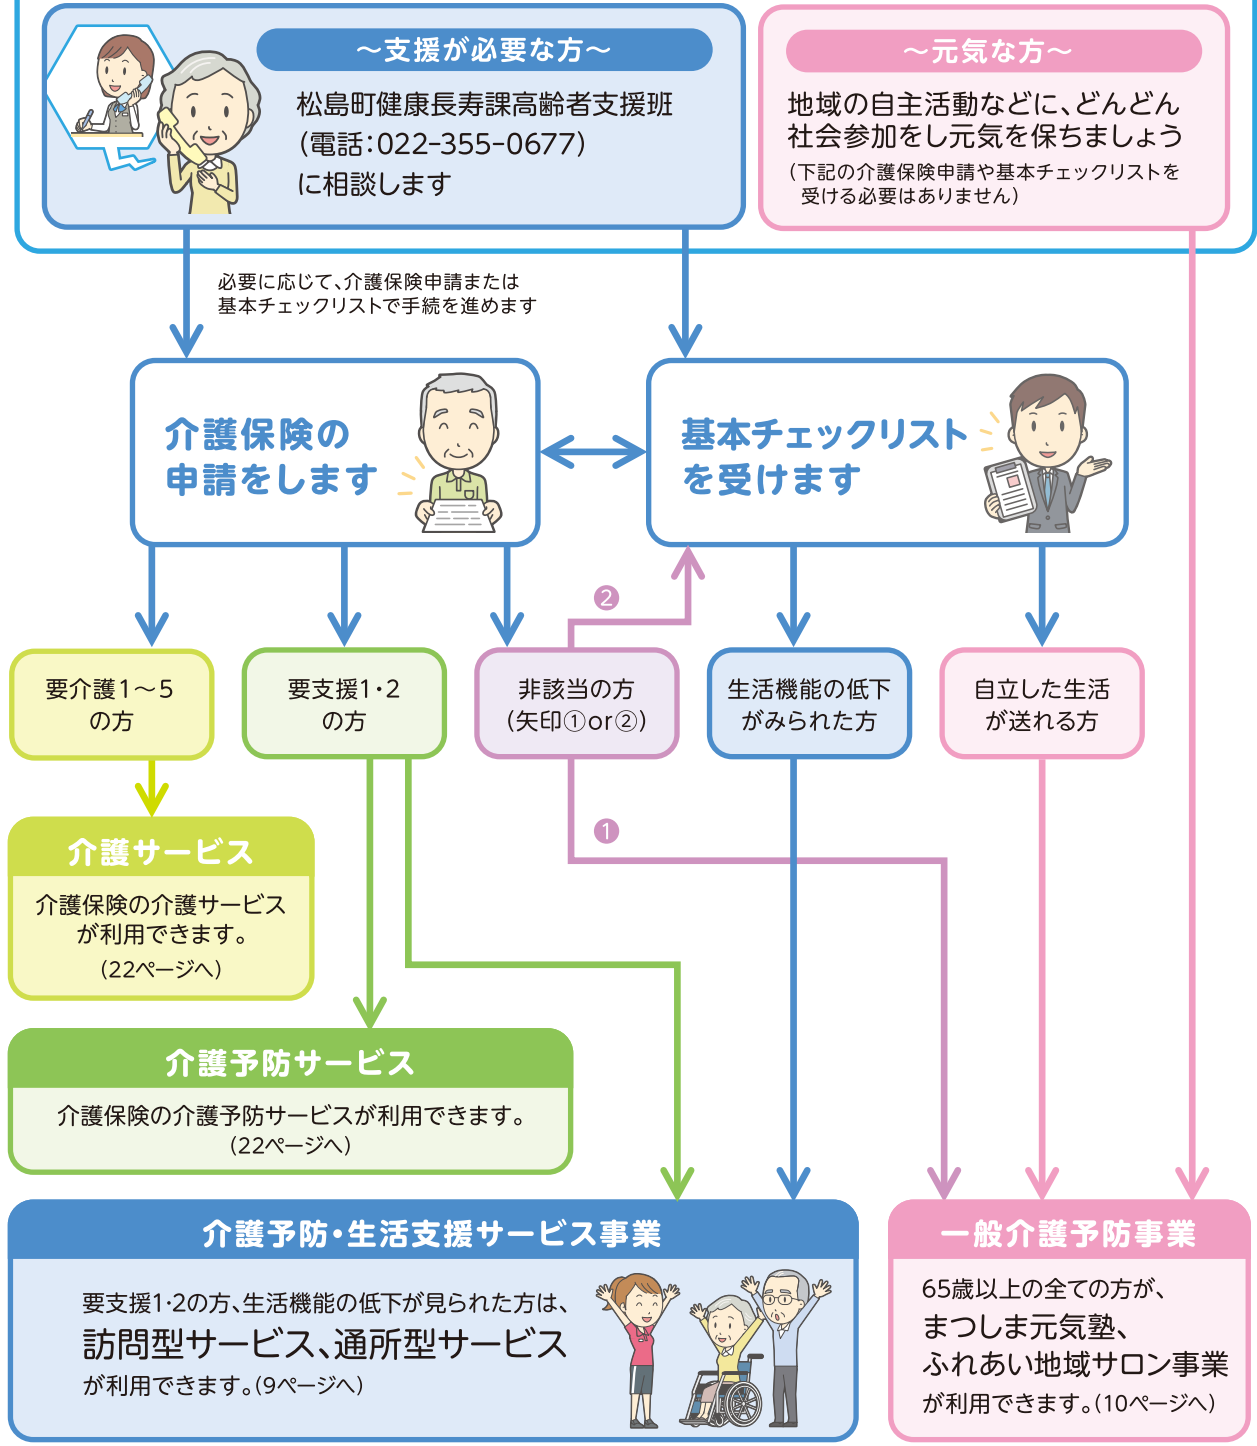 ～支援が必要な方～
松島町健康長寿課高齢者支援班
（電話：022-355-0677）
に相談します
～元気な方～
地域の自主活動などに、どんどん
社会参加をし元気を保ちましょう
（下記の介護保険申請や基本チェックリストを
受ける必要はありません）
必要に応じて、介護保険申請または
基本チェックリストで手続を進めます
介護保険の
申請をします
基本チェックリスト
を受けます
2
要介護1～5
の方
要支援1・2
の方
非該当の方
（矢印①or②）
生活機能の低下
がみられた方
自立した生活
が送れる方
1
介護サービス
介護保険の介護サービス
が利用できます。
（22ページへ）
介護予防サービス
介護保険の介護予防サービスが利用できます。
（22ページへ）
介護予防・生活支援サービス事業
要支援1・2の方、生活機能の低下が見られた方は、
訪問型サービス、通所型サービス
が利用できます。（9ページへ）
一般介護予防事業
65歳以上の全ての方が、
まつしま元気塾、
ふれあい地域サロン事業
が利用できます。（10ページへ）